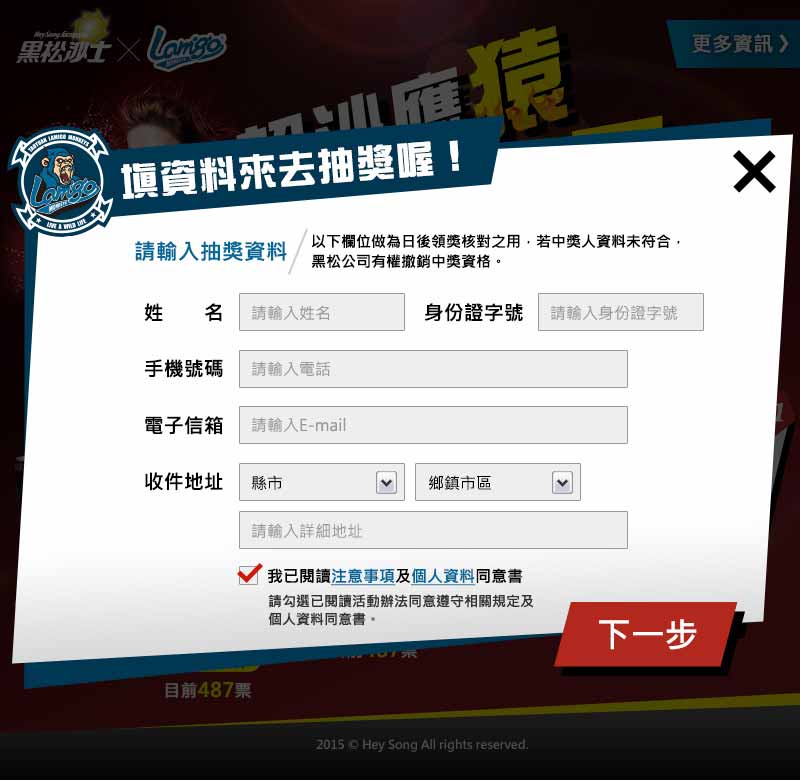 Hey Song Sarsaparilla
黑松沙士 × Lamigo
更多資訊
應猿
TAOYUAN LAMIGO MONKEYS
Lamigo
MONKEYS
LIVE A WILD LIFE
填資料來去抽獎喔！
請輸入抽獎資料
以下欄位做為日後領獎核對之用，若中獎人資料未符合，
黑松公司有權撤銷中獎資格。
姓 名 請輸入姓名 身份證字號 請輸入身份證字號
手機號碼 請輸入電話
電子信箱 請輸入E-mail
收件地址 縣市 鄉鎮市區
請輸入詳細地址
我已閱讀注意事項及個人資料同意書
請勾選已閱讀活動辦法同意遵守相關規定及
個人資料同意書。
下一步
目前487票
2015 © Hey Song All rights reserved.